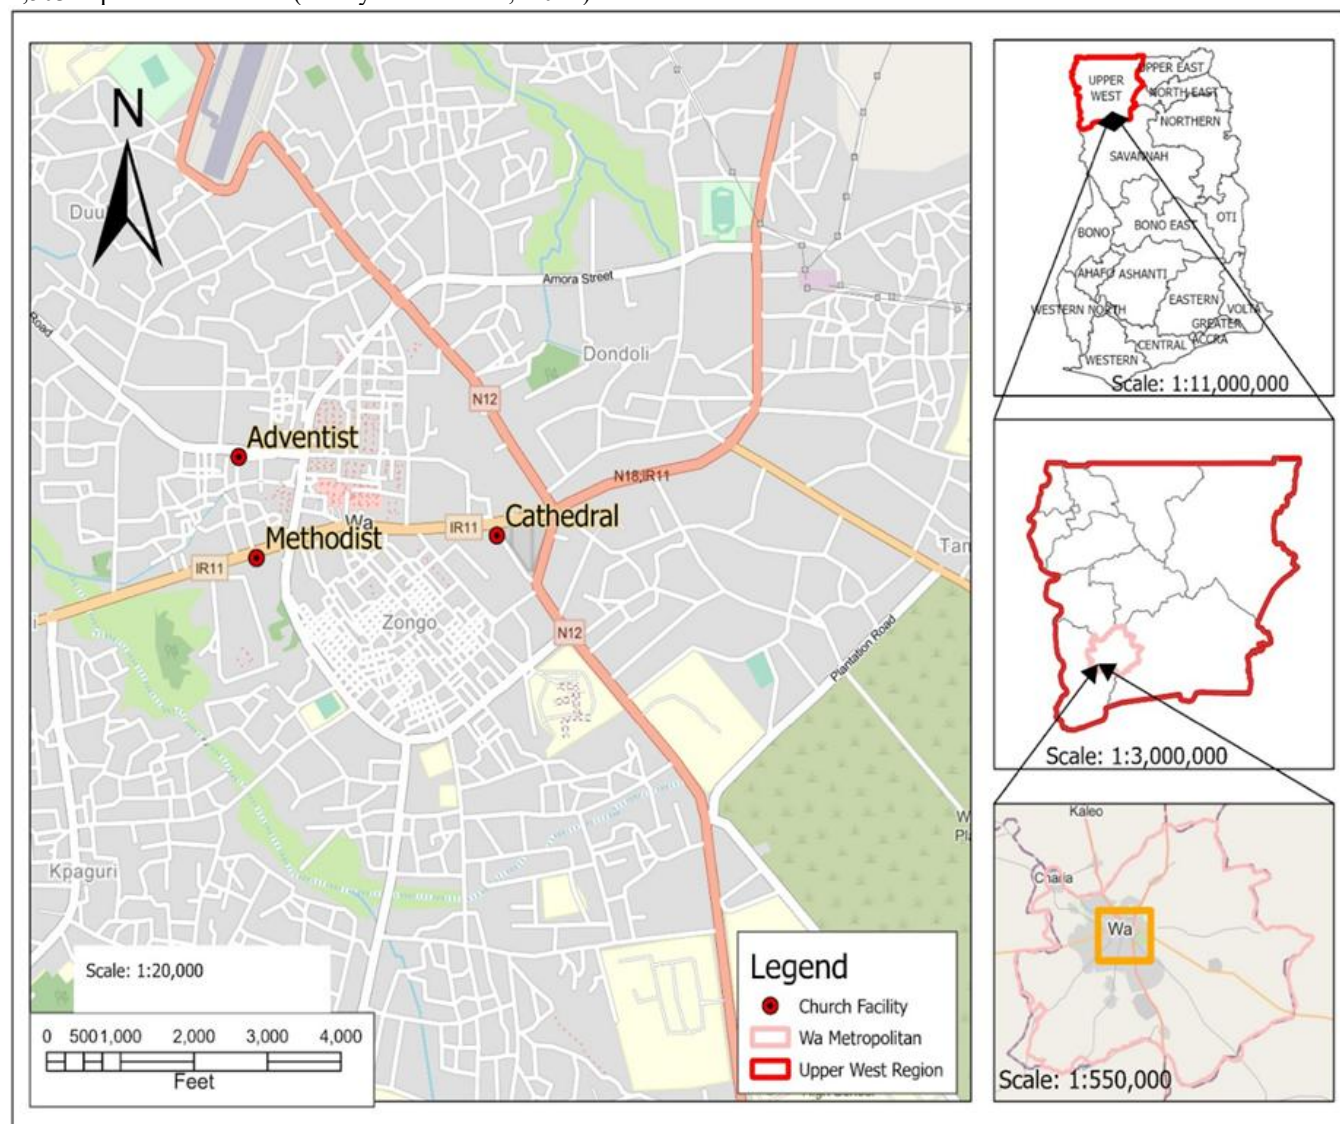 N
Duu
Road
Amora Street
Dondoli
N12
Adventist
N18;IR11
Wa
IR11
Cathedral
Methodist
IR11
Tam
Zongo
N12
Plantation Road
Kpaguri
W
Pl
Scale: 1:20,000
0 500 1,000 2,000 3,000 4,000
Feet
Legend
Church Facility
Wa Metropolitan
Upper West Region
UPPER WEST
UPPER EAST
NORTH EAST
NORTHERN
SAVANNAH
OTI
BONO
BONO EAST
AHAFO
ASHANTI
EASTERN
WESTERN NORTH
VOLTA
GREATER ACCRA
CENTRAL
WESTERN
Scale: 1:11,000,000
Scale: 1:3,000,000
Kaleo
Charia
Wa
Scale: 1:550,000